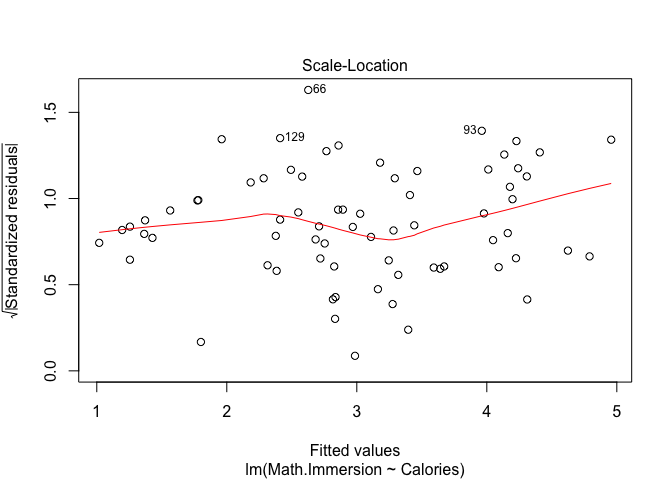 Scale-Location
√|Standardized residuals|
1.5
1.0
0.5
0.0
66
129
93
1 2 3 4 5
Fitted values
lm(Math.Immersion ~ Calories)